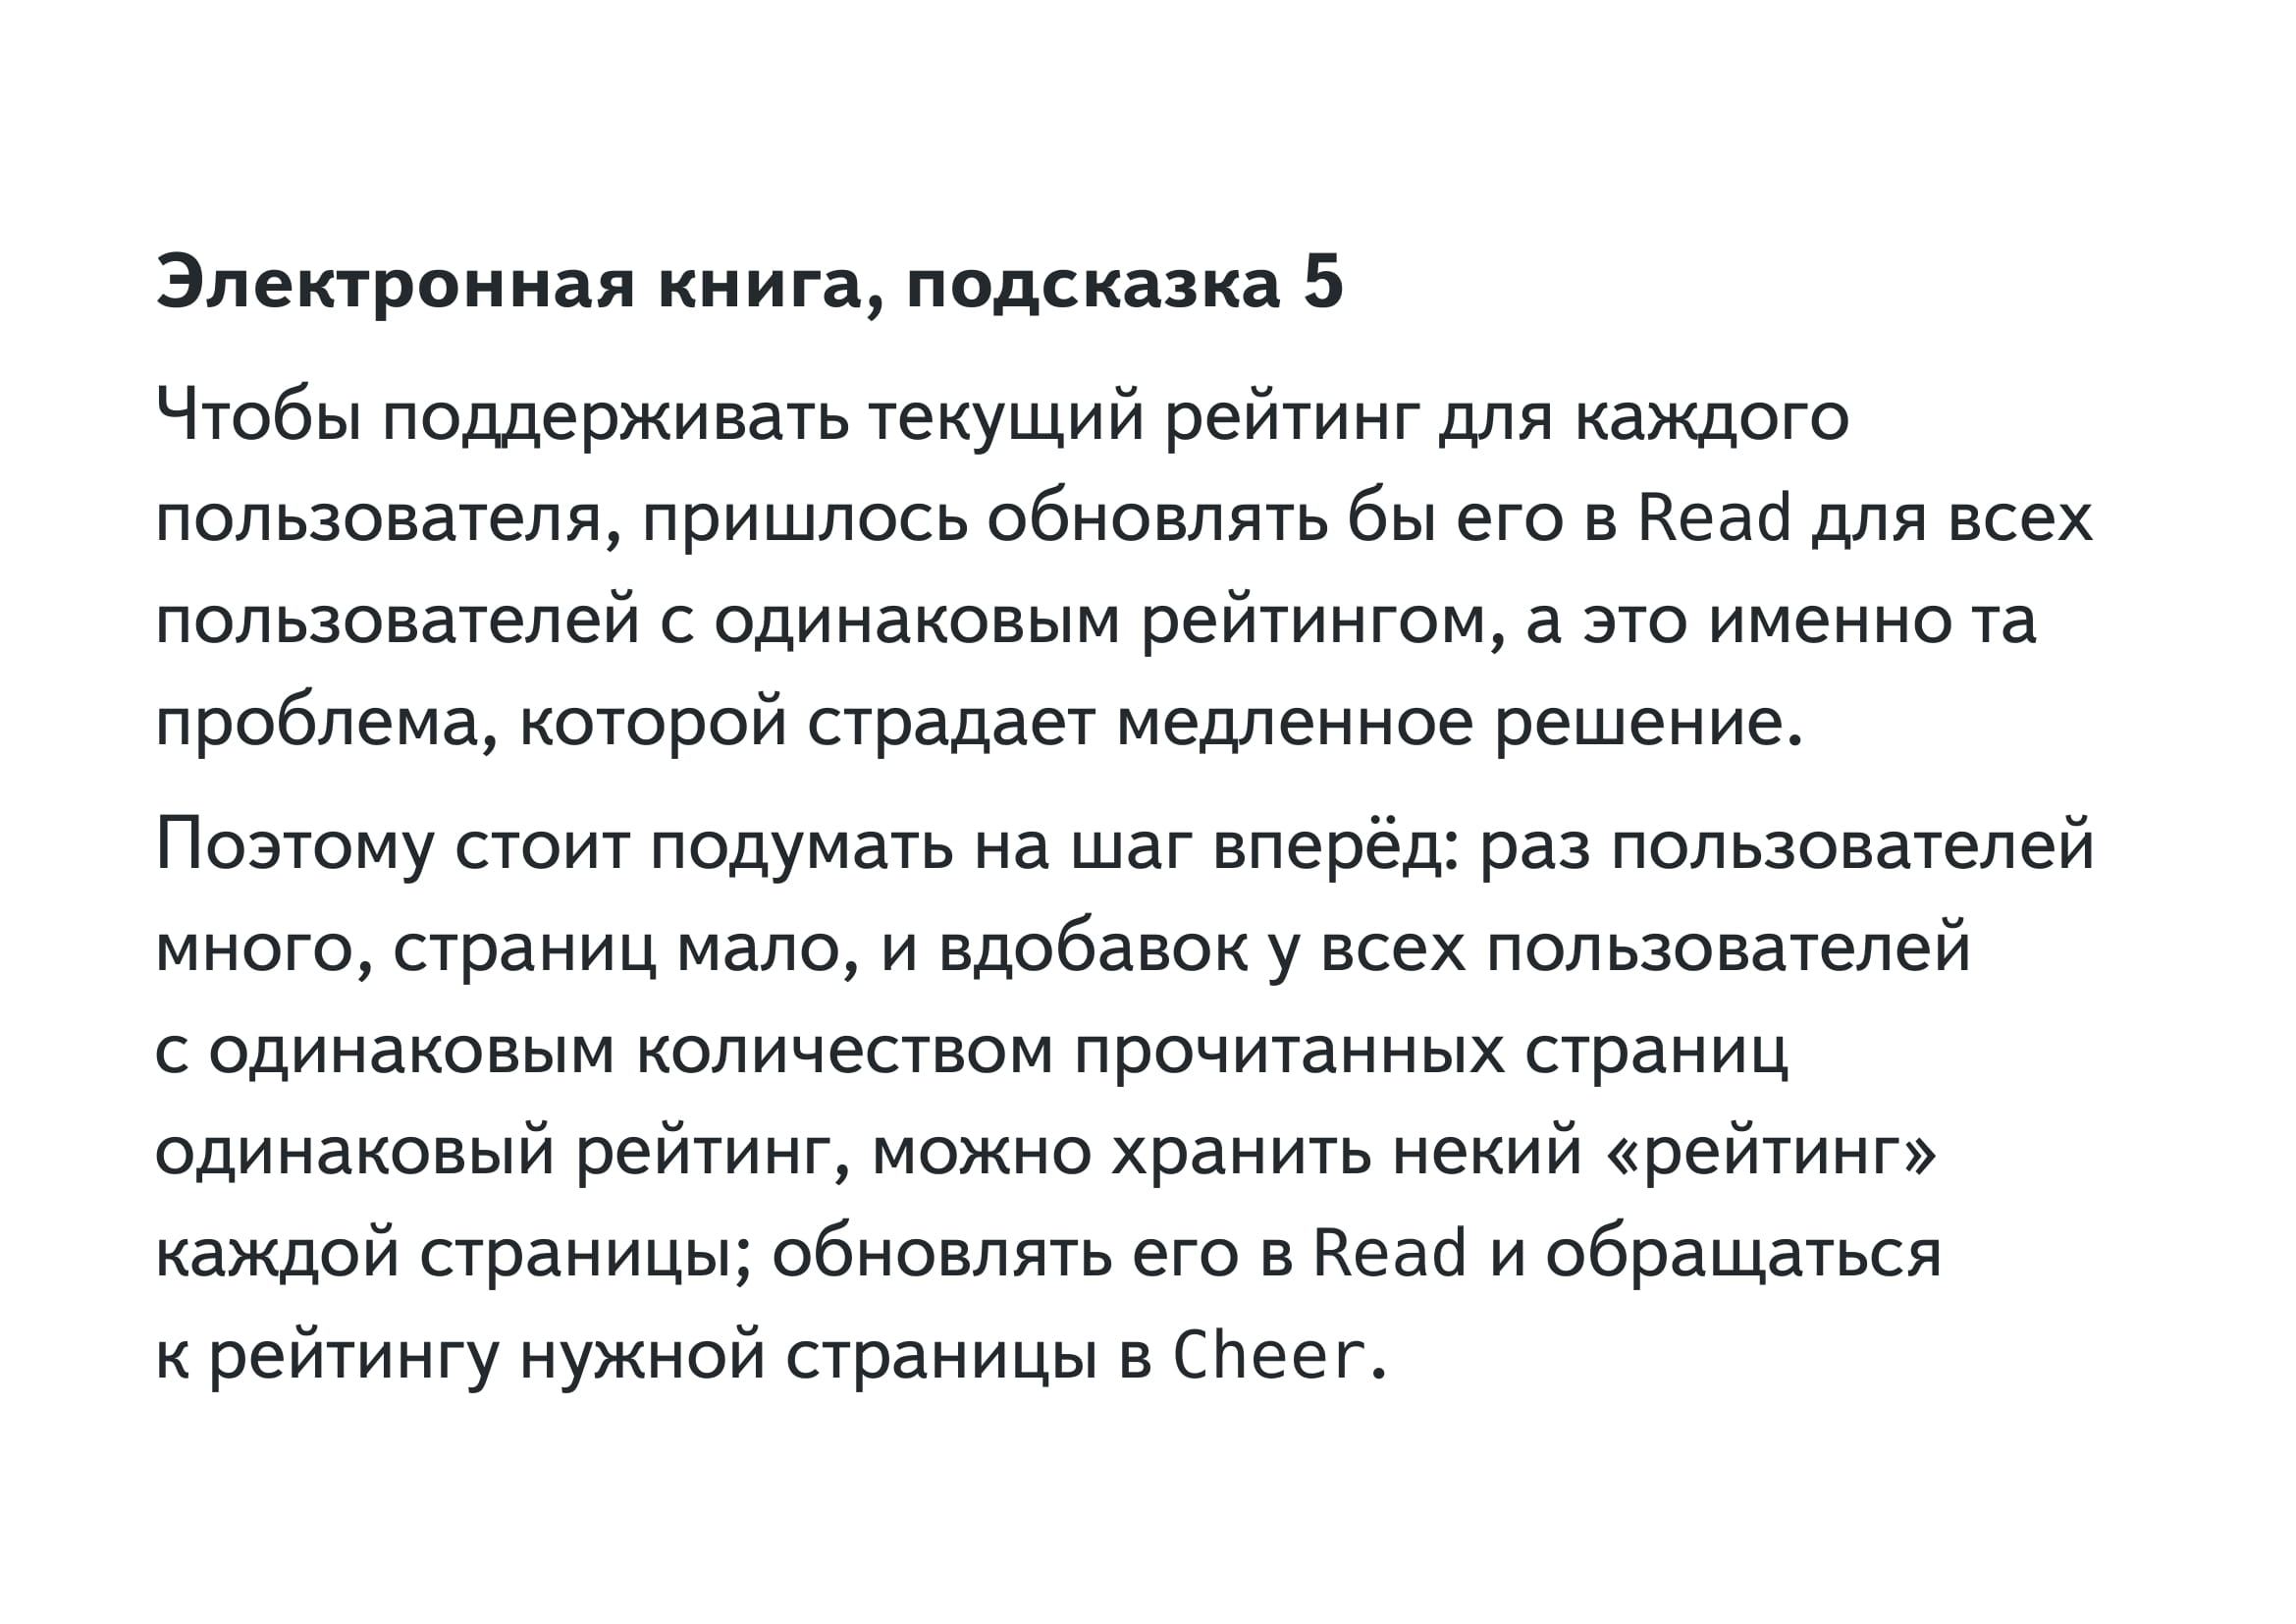 Электронная книга, подсказка 5
Чтобы поддерживать текущий рейтинг для каждого
пользователя, пришлось обновлять бы его в Read для всех
пользователей с одинаковым рейтингом, а это именно та
проблема, которой страдает медленное решение.
Поэтому стоит подумать на шаг вперёд: раз пользователей
много, страниц мало, и вдобавок у всех пользователей
с одинаковым количеством прочитанных страниц
одинаковый рейтинг, можно хранить некий «рейтинг»
каждой страницы; обновлять его в Read и обращаться
к рейтингу нужной страницы в Cheer.